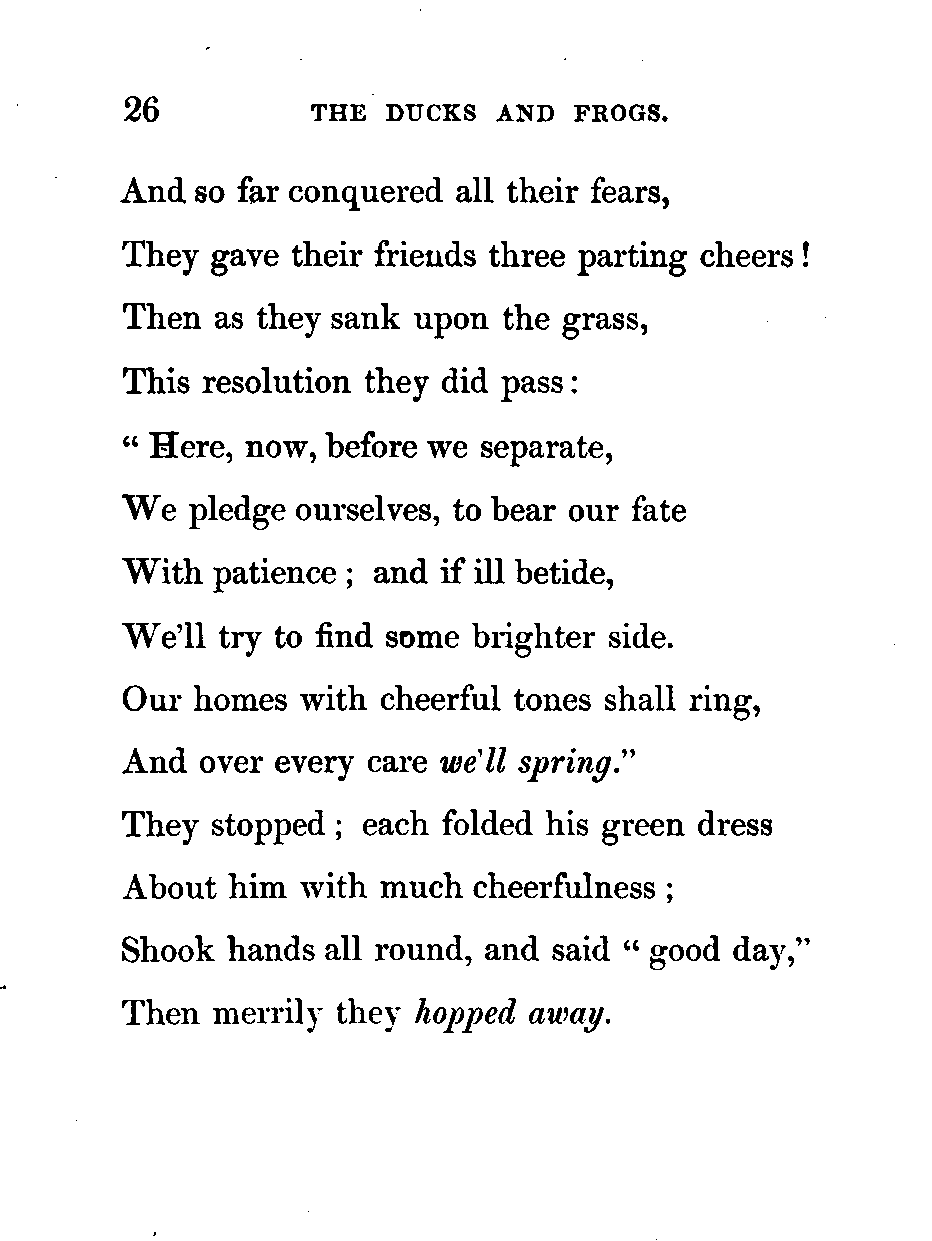 26 THE DUCKS AND FROGS.
And so far conquered all their fears,
They gave their friends three parting cheers !
Then as they sank upon the grass,
This resolution they did pass :
“ Here, now, before we separate,
We pledge ourselves, to bear our fate
With patience ; and if ill betide,
We’ll try to find some brighter side.
Our homes with cheerful tones shall ring,
And over every care we’ll spring.”
They stopped ; each folded his green dress
About him with much cheerfulness ;
Shook hands all round, and said “ good day,”
Then merrily they hopped away.